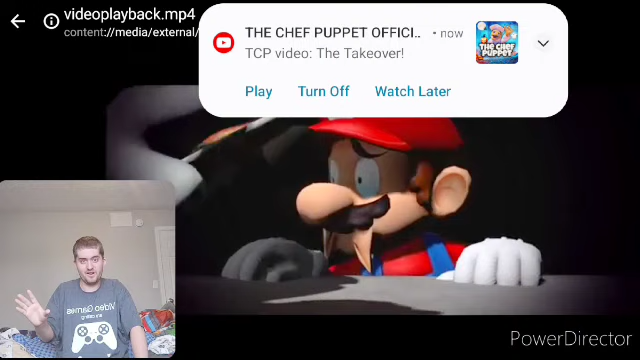 videoplayback.mp4
content://media/external/
THE CHEF PUPPET OFFICI.. • now
TCP video: The Takeover!
THE CHEF
PUPPET
Play Turn Off Watch Later
Video Games
PowerDirector